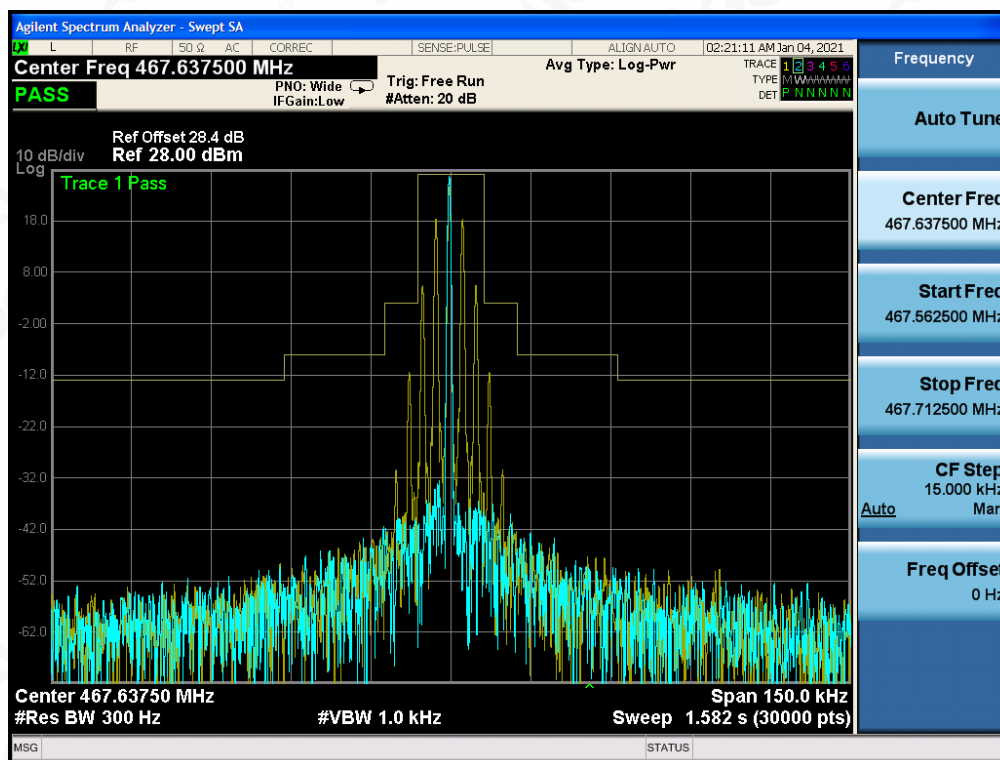 Agilent Spectrum Analyzer - Swept SA
LXI L RF 50 Ω AC CORREC SENSE:PULSE ALIGN AUTO 02:21:11 AM Jan 04, 2021
Center Freq 467.637500 MHz
PASS
PNO: Wide
IFGain:Low
Trig: Free Run
#Atten: 20 dB
Avg Type: Log-Pwr
TRACE 1 2 3 4 5 6
TYPE M WWWWW
DET P N N N N N
Ref Offset 28.4 dB
10 dB/div Ref 28.00 dBm
Log
Trace 1 Pass
18.0
8.00
-2.00
-12.0
-22.0
-32.0
-42.0
-52.0
-62.0
Center 467.63750 MHz Span 150.0 kHz
#Res BW 300 Hz #VBW 1.0 kHz Sweep 1.582 s (30000 pts)
MSG STATUS
Frequency
Auto Tune
Center Freq
467.637500 MHz
Start Freq
467.562500 MHz
Stop Freq
467.712500 MHz
CF Step
15.000 kHz
Auto Man
Freq Offset
0 Hz